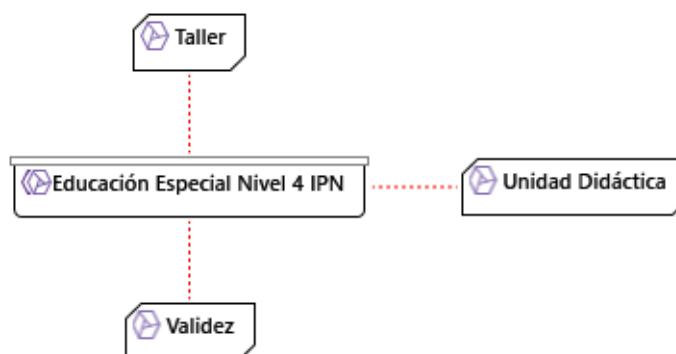 Taller
Educación Especial Nivel 4 IPN
Unidad Didáctica
Validez